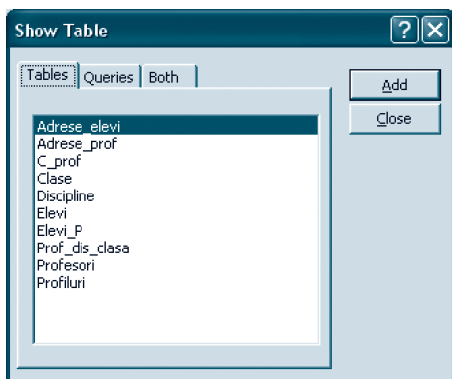 Show Table
Tables Queries Both
Add
Close
Adrese_elevi
Adrese_prof
C_prof
Clase
Discipline
Elevi
Elevi_P
Prof_dis_clasa
Profesori
Profiluri